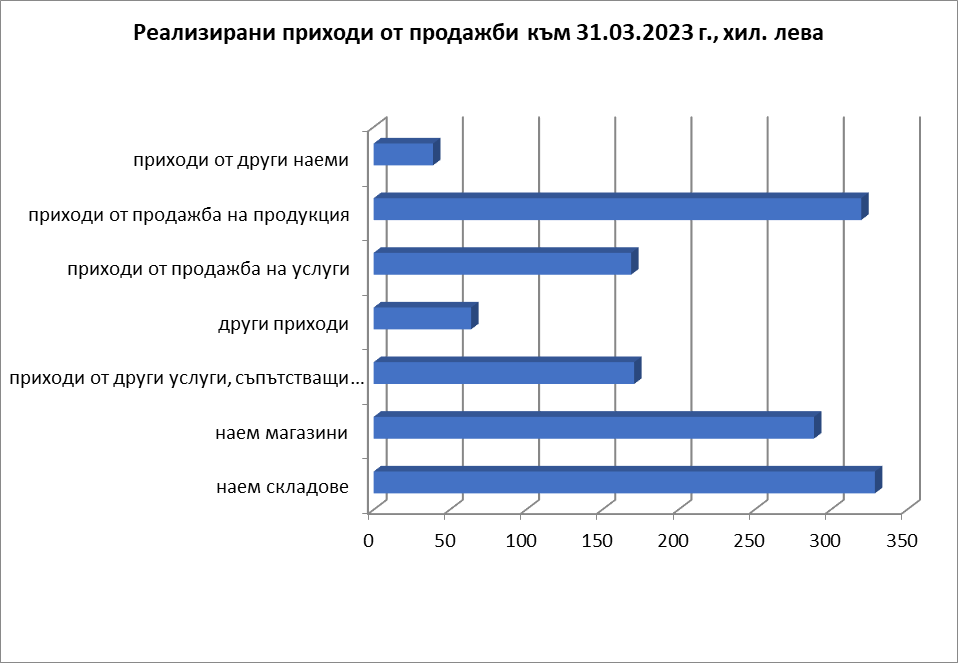 Реализирани приходи от продажби към 31.03.2023 г., хил. лева
приходи от други наеми
приходи от продажба на продукция
приходи от продажба на услуги
други приходи
приходи от други услуги, съпътстващи...
наем магазини
наем складове
0 50 100 150 200 250 300 350